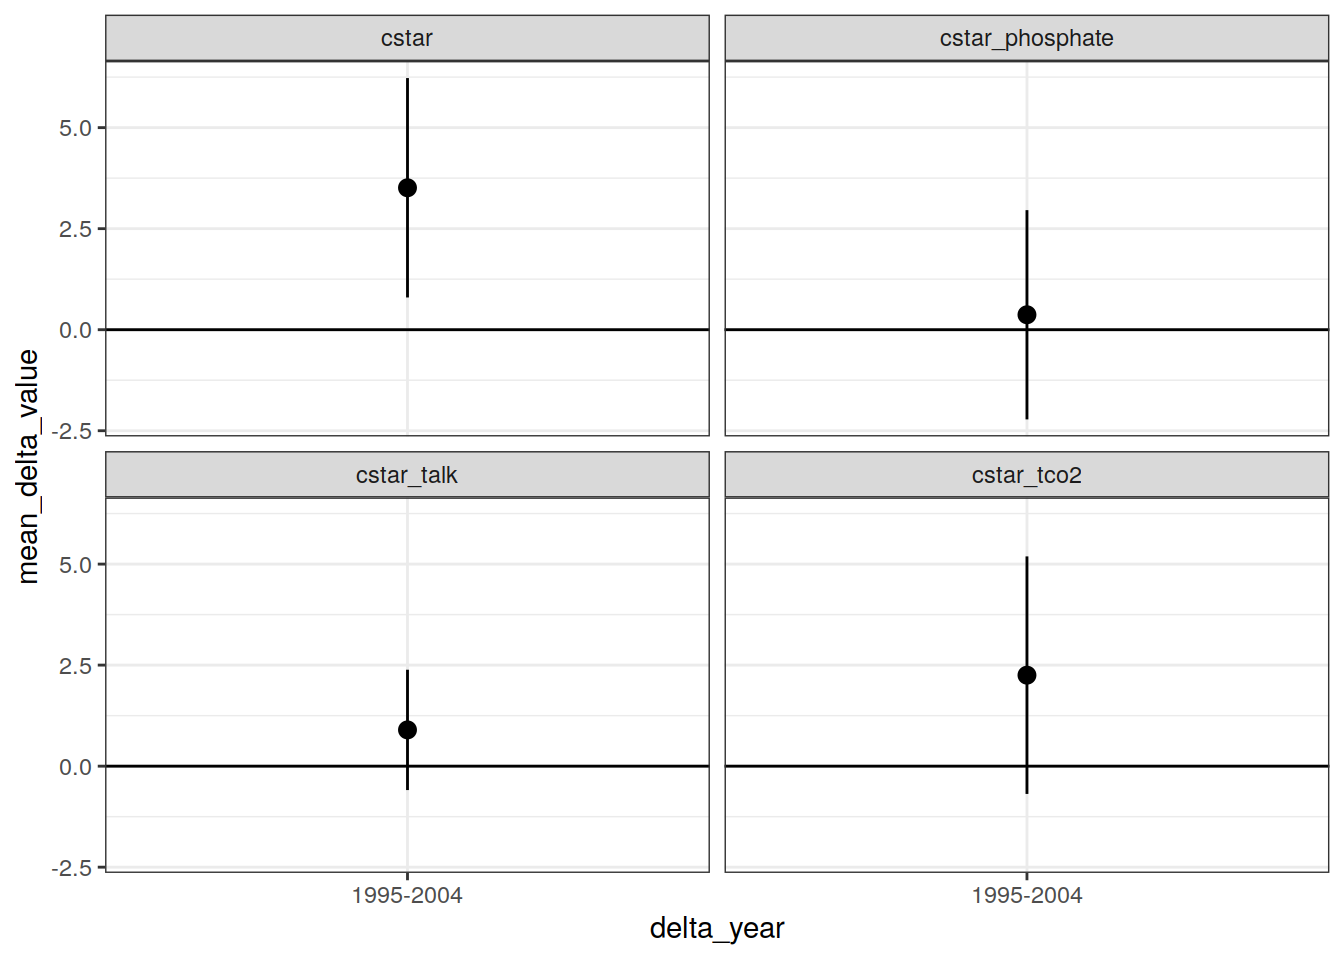 cstar
cstar_phosphate
5.0
2.5
0.0
-2.5
cstar_talk
cstar_tco2
5.0
2.5
0.0
-2.5
1995-2004
1995-2004
delta_year
mean_delta_value